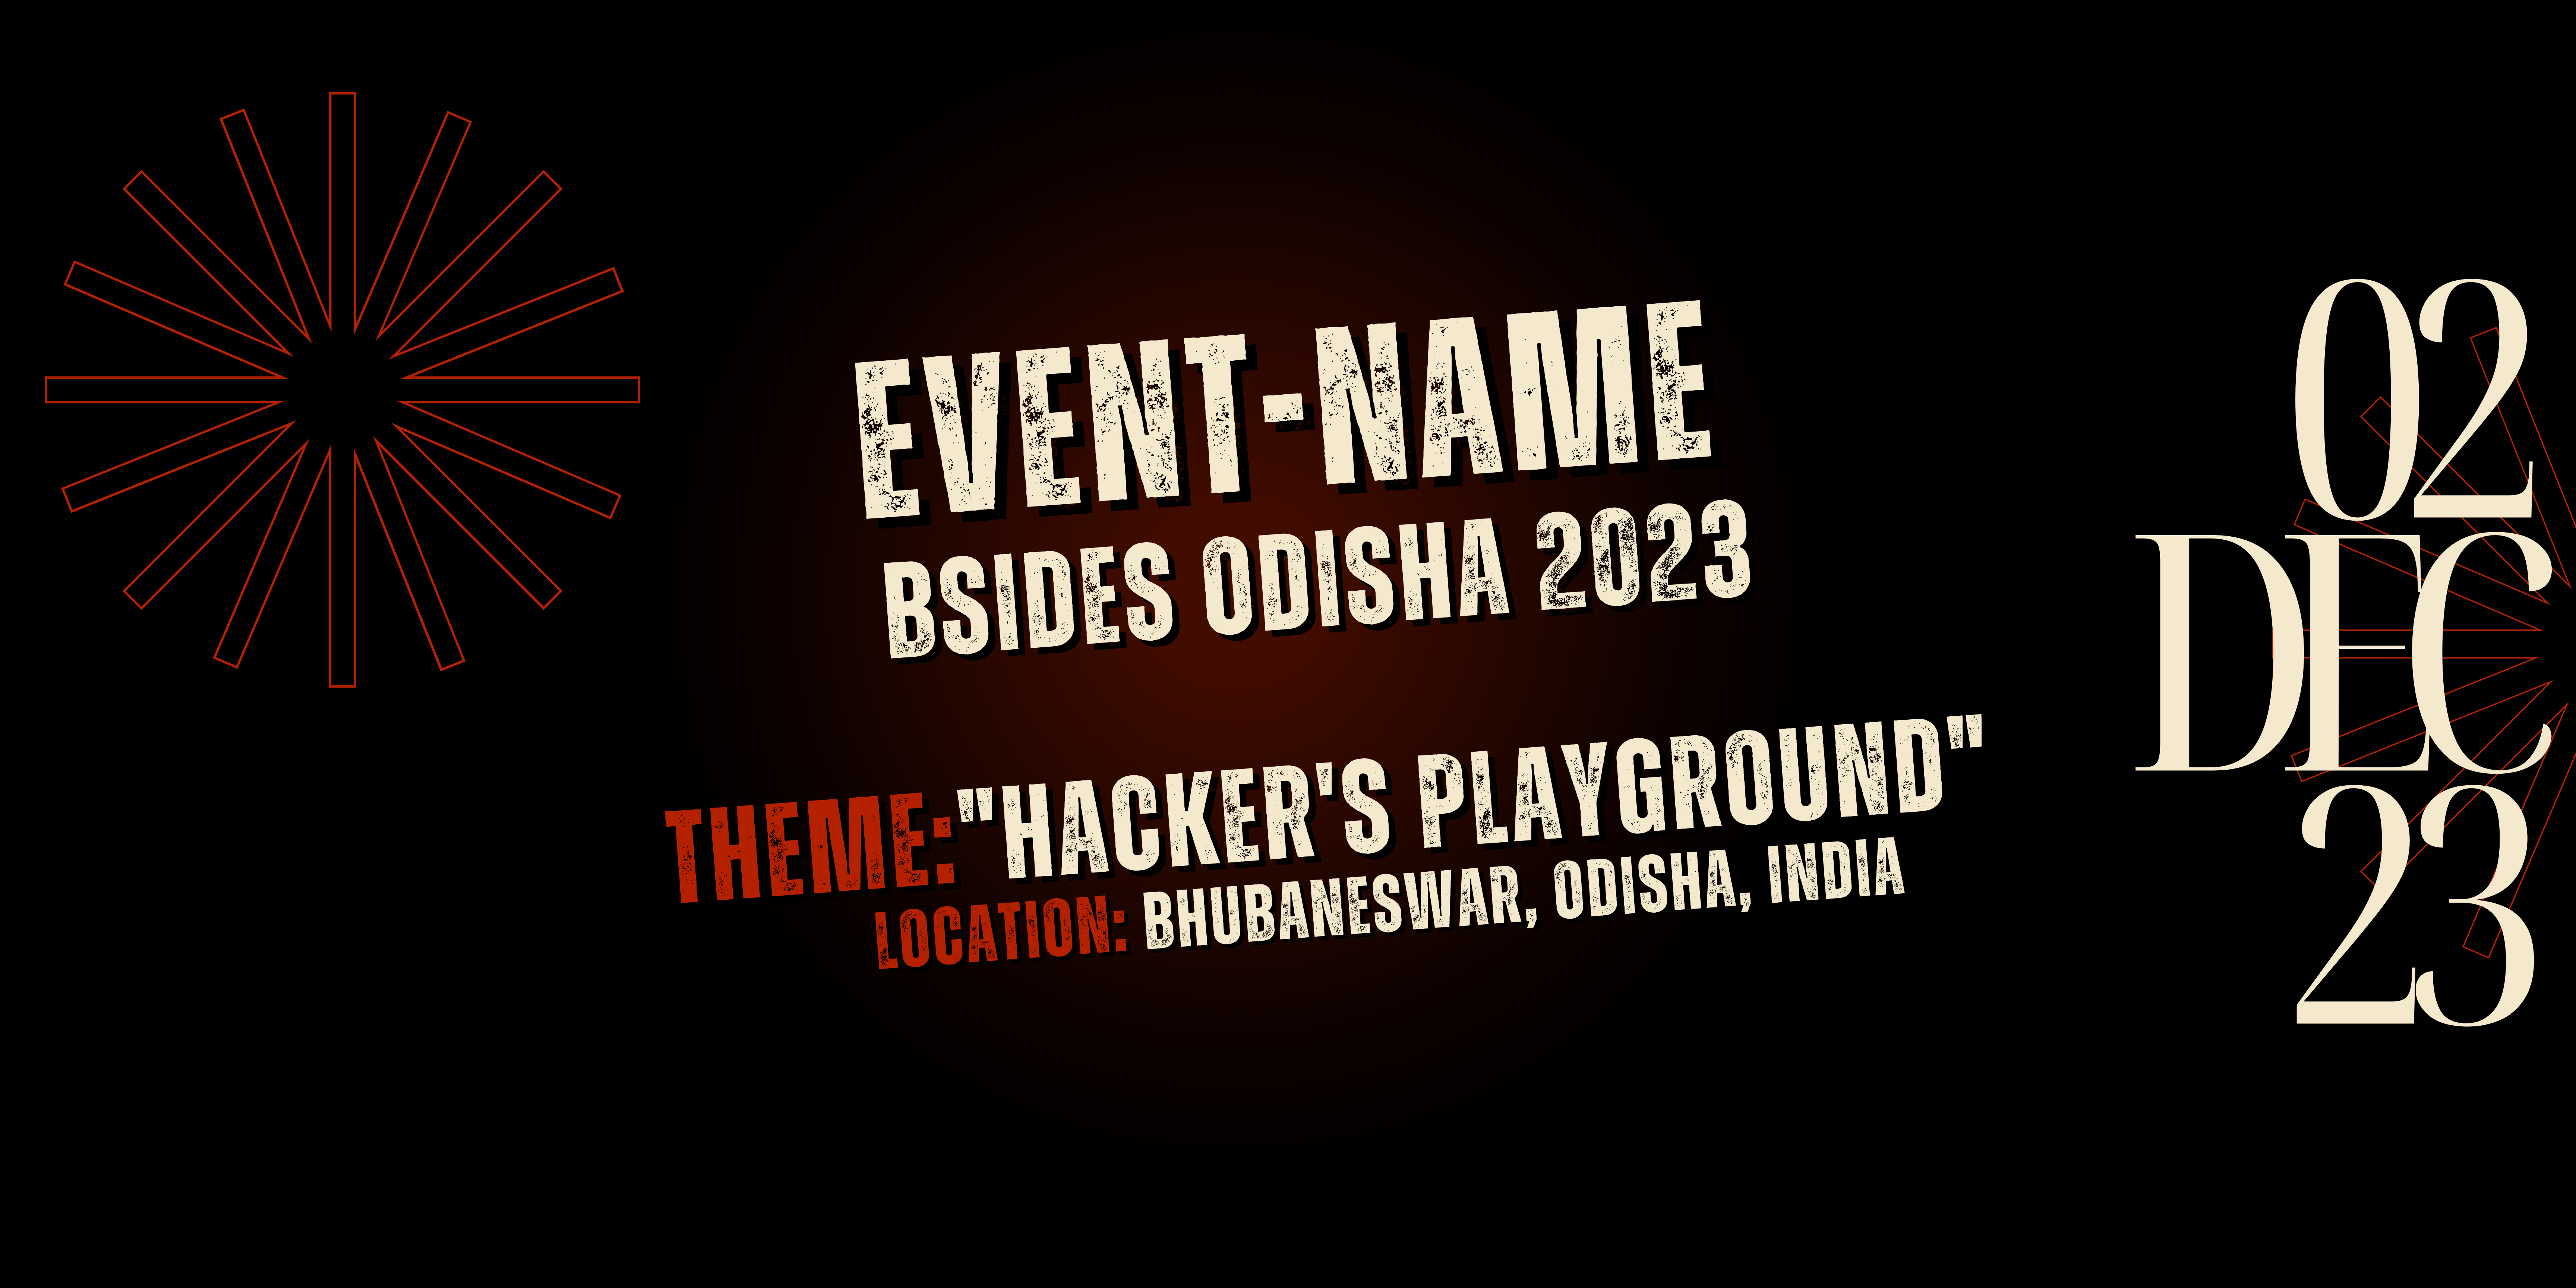 EVENT-NAME
BSIDES ODISHA 2023
THEME:"HACKER'S PLAYGROUND"
LOCATION: BHUBANESWAR, ODISHA, INDIA
02
DEC
23